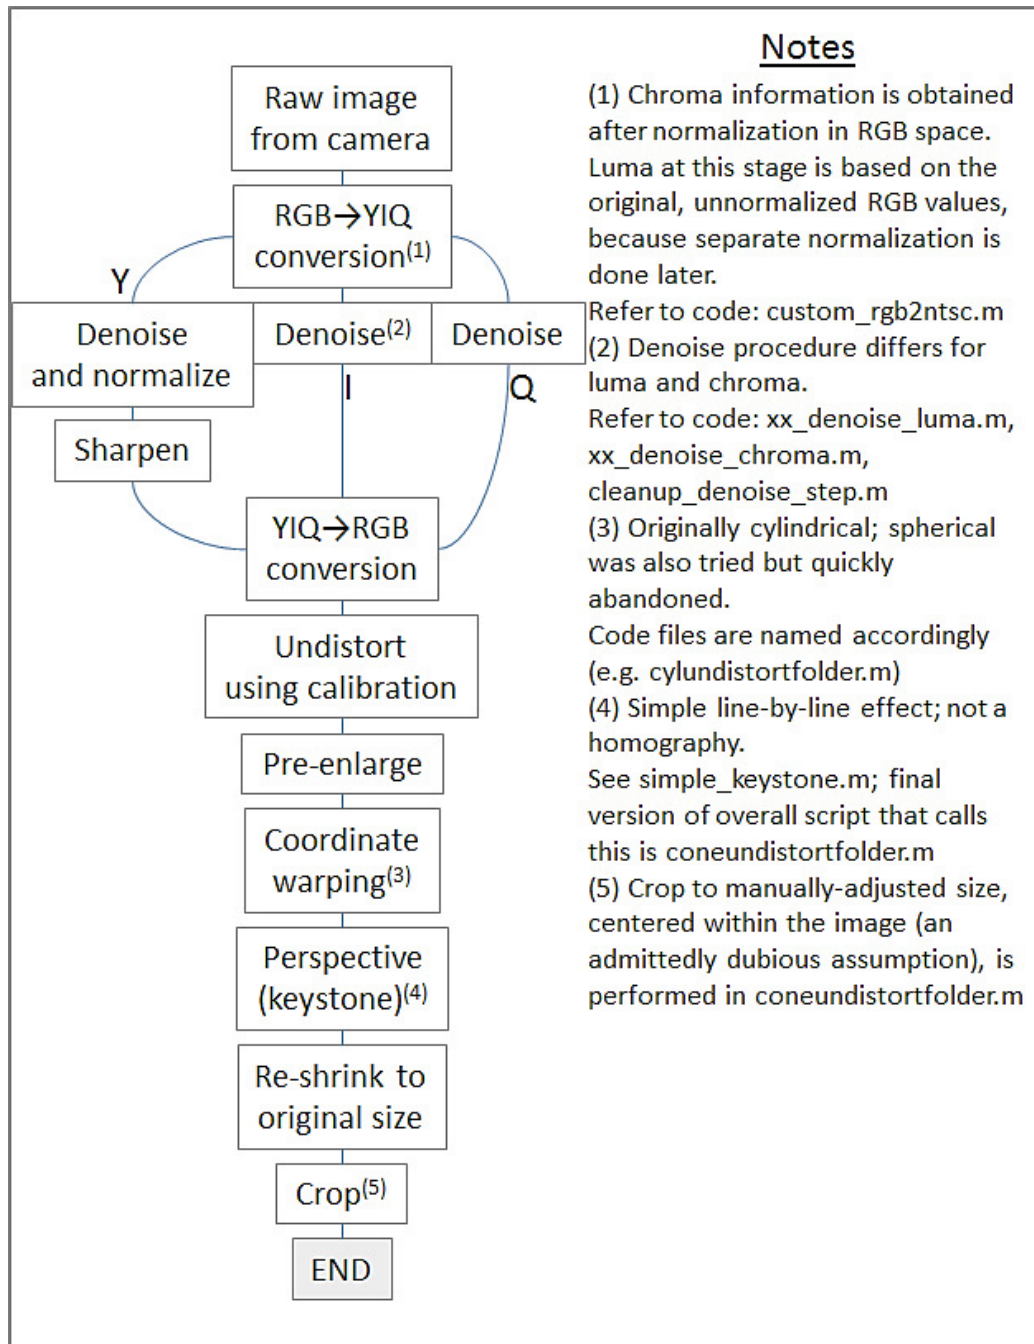 Raw image
from camera
RGB→YIQ
conversion(1)
Y
Denoise
and normalize
Denoise(2)
Denoise
I
Q
Sharpen
YIQ→RGB
conversion
Undistort
using calibration
Pre-enlarge
Coordinate
warping(3)
Perspective
(keystone)(4)
Re-shrink to
original size
Crop(5)
END
Notes
(1) Chroma information is obtained
after normalization in RGB space.
Luma at this stage is based on the
original, unnormalized RGB values,
because separate normalization is
done later.
Refer to code: custom_rgb2ntsc.m
(2) Denoise procedure differs for
luma and chroma.
Refer to code: xx_denoise_luma.m,
xx_denoise_chroma.m,
cleanup_denoise_step.m
(3) Originally cylindrical; spherical
was also tried but quickly
abandoned.
Code files are named accordingly
(e.g. cylundistortfolder.m)
(4) Simple line-by-line effect; not a
homography.
See simple_keystone.m; final
version of overall script that calls
this is coneundistortfolder.m
(5) Crop to manually-adjusted size,
centered within the image (an
admittedly dubious assumption), is
performed in coneundistortfolder.m